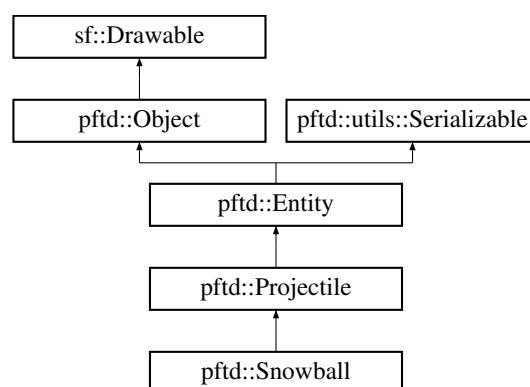 sf::Drawable
pftd::Object
pftd::utils::Serializable
pftd::Entity
pftd::Projectile
pftd::Snowball